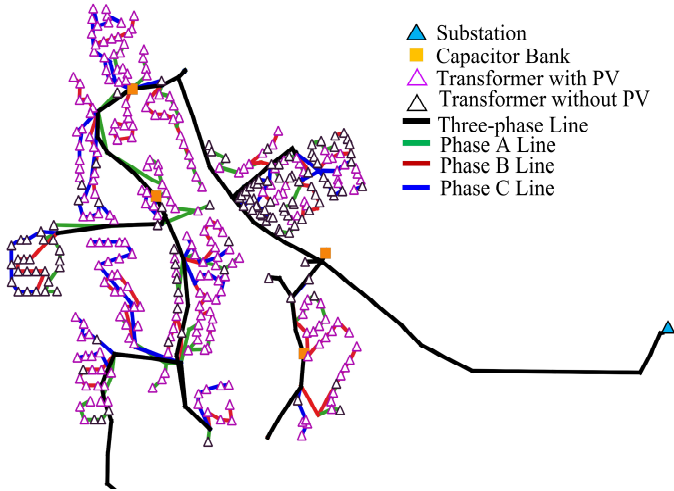 Substation
Capacitor Bank
Transformer with PV
Transformer without PV
Three-phase Line
Phase A Line
Phase B Line
Phase C Line